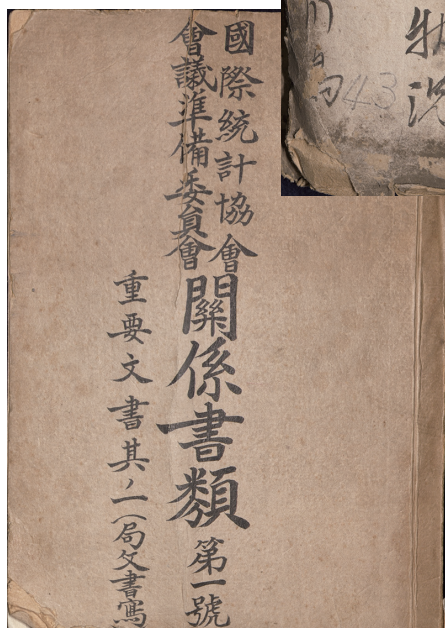 國際統計協會
會議準備委員會
關係書類 第一號
重要文書其ノ一(局文書寫
43